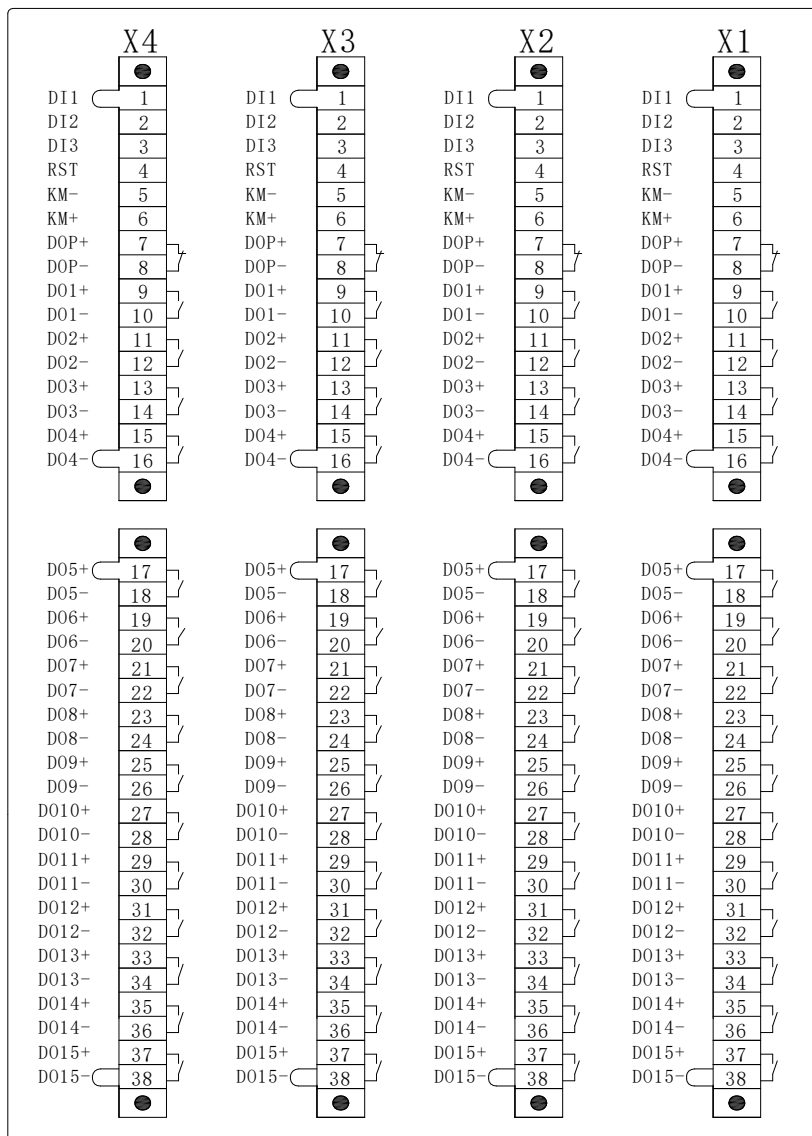 X4 X3 X2 X1
DI1 1 DI1 1 DI1 1 DI1 1
DI2 2 DI2 2 DI2 2 DI2 2
DI3 3 DI3 3 DI3 3 DI3 3
RST 4 RST 4 RST 4 RST 4
KM- 5 KM- 5 KM- 5 KM- 5
KM+ 6 KM+ 6 KM+ 6 KM+ 6
DOP+ 7 DOP+ 7 DOP+ 7 DOP+ 7
DOP- 8 DOP- 8 DOP- 8 DOP- 8
DO1+ 9 DO1+ 9 DO1+ 9 DO1+ 9
DO1- 10 DO1- 10 DO1- 10 DO1- 10
DO2+ 11 DO2+ 11 DO2+ 11 DO2+ 11
DO2- 12 DO2- 12 DO2- 12 DO2- 12
DO3+ 13 DO3+ 13 DO3+ 13 DO3+ 13
DO3- 14 DO3- 14 DO3- 14 DO3- 14
DO4+ 15 DO4+ 15 DO4+ 15 DO4+ 15
DO4- 16 DO4- 16 DO4- 16 DO4- 16
DO5+ 17 DO5+ 17 DO5+ 17 DO5+ 17
DO5- 18 DO5- 18 DO5- 18 DO5- 18
DO6+ 19 DO6+ 19 DO6+ 19 DO6+ 19
DO6- 20 DO6- 20 DO6- 20 DO6- 20
DO7+ 21 DO7+ 21 DO7+ 21 DO7+ 21
DO7- 22 DO7- 22 DO7- 22 DO7- 22
DO8+ 23 DO8+ 23 DO8+ 23 DO8+ 23
DO8- 24 DO8- 24 DO8- 24 DO8- 24
DO9+ 25 DO9+ 25 DO9+ 25 DO9+ 25
DO9- 26 DO9- 26 DO9- 26 DO9- 26
DO10+ 27 DO10+ 27 DO10+ 27 DO10+ 27
DO10- 28 DO10- 28 DO10- 28 DO10- 28
DO11+ 29 DO11+ 29 DO11+ 29 DO11+ 29
DO11- 30 DO11- 30 DO11- 30 DO11- 30
DO12+ 31 DO12+ 31 DO12+ 31 DO12+ 31
DO12- 32 DO12- 32 DO12- 32 DO12- 32
DO13+ 33 DO13+ 33 DO13+ 33 DO13+ 33
DO13- 34 DO13- 34 DO13- 34 DO13- 34
DO14+ 35 DO14+ 35 DO14+ 35 DO14+ 35
DO14- 36 DO14- 36 DO14- 36 DO14- 36
DO15+ 37 DO15+ 37 DO15+ 37 DO15+ 37
DO15- 38 DO15- 38 DO15- 38 DO15- 38